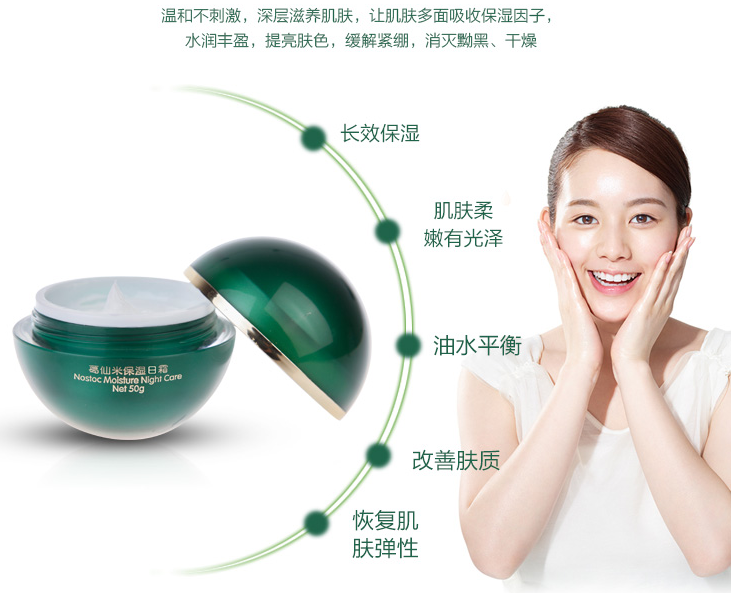 温和不刺激，深层滋养肌肤，让肌肤多面吸收保湿因子，
水润丰盈，提亮肤色，缓解紧绷，消灭黝黑、干燥
长效保湿
肌肤柔
嫩有光泽
油水平衡
改善肤质
恢复肌
肤弹性
葛仙米保湿日霜
Nostoc Moisture Night Care
Net 50g